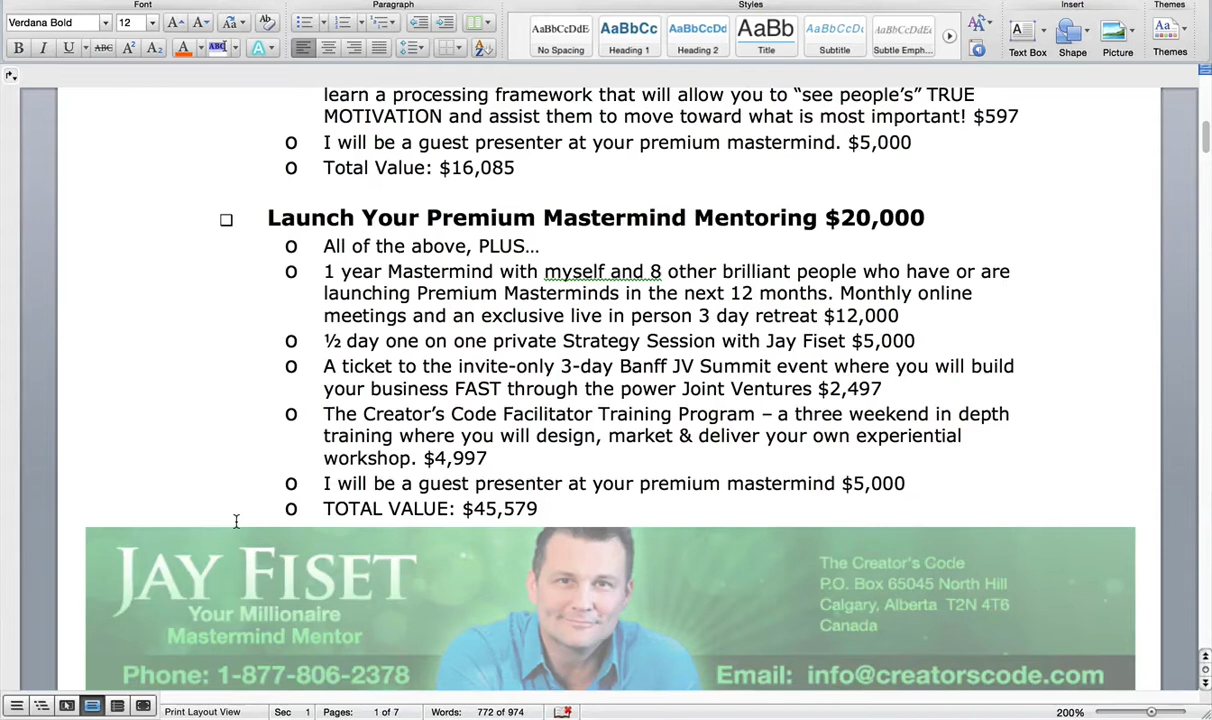 Font
Paragraph
Styles
Insert
Themes
Verdana Bold
12
A A Aa
AaBbCcDdE AaBbCc AaBbCcDd AaBb AaBbCcD AaBbCcDdE
No Spacing Heading 1 Heading 2 Title Subtitle Subtle Emph...
Text Box Shape Picture Themes
B I U ABC A² A₂ A ABC A
learn a processing framework that will allow you to “see people’s” TRUE
MOTIVATION and assist them to move toward what is most important! $597
o I will be a guest presenter at your premium mastermind. $5,000
o Total Value: $16,085
❑ Launch Your Premium Mastermind Mentoring $20,000
o All of the above, PLUS…
o 1 year Mastermind with myself and 8 other brilliant people who have or are
launching Premium Masterminds in the next 12 months. Monthly online
meetings and an exclusive live in person 3 day retreat $12,000
o ½ day one on one private Strategy Session with Jay Fiset $5,000
o A ticket to the invite-only 3-day Banff JV Summit event where you will build
your business FAST through the power Joint Ventures $2,497
o The Creator’s Code Facilitator Training Program – a three weekend in depth
training where you will design, market & deliver your own experiential
workshop. $4,997
o I will be a guest presenter at your premium mastermind $5,000
o TOTAL VALUE: $45,579
JAY FISET
Your Millionaire
Mastermind Mentor
Phone: 1-877-806-2378
The Creator's Code
P.O. Box 65045 North Hill
Calgary, Alberta T2N 4T6
Canada
Email: info@creatorscode.com
Print Layout View Sec 1 Pages: 1 of 7 Words: 772 of 974 200%